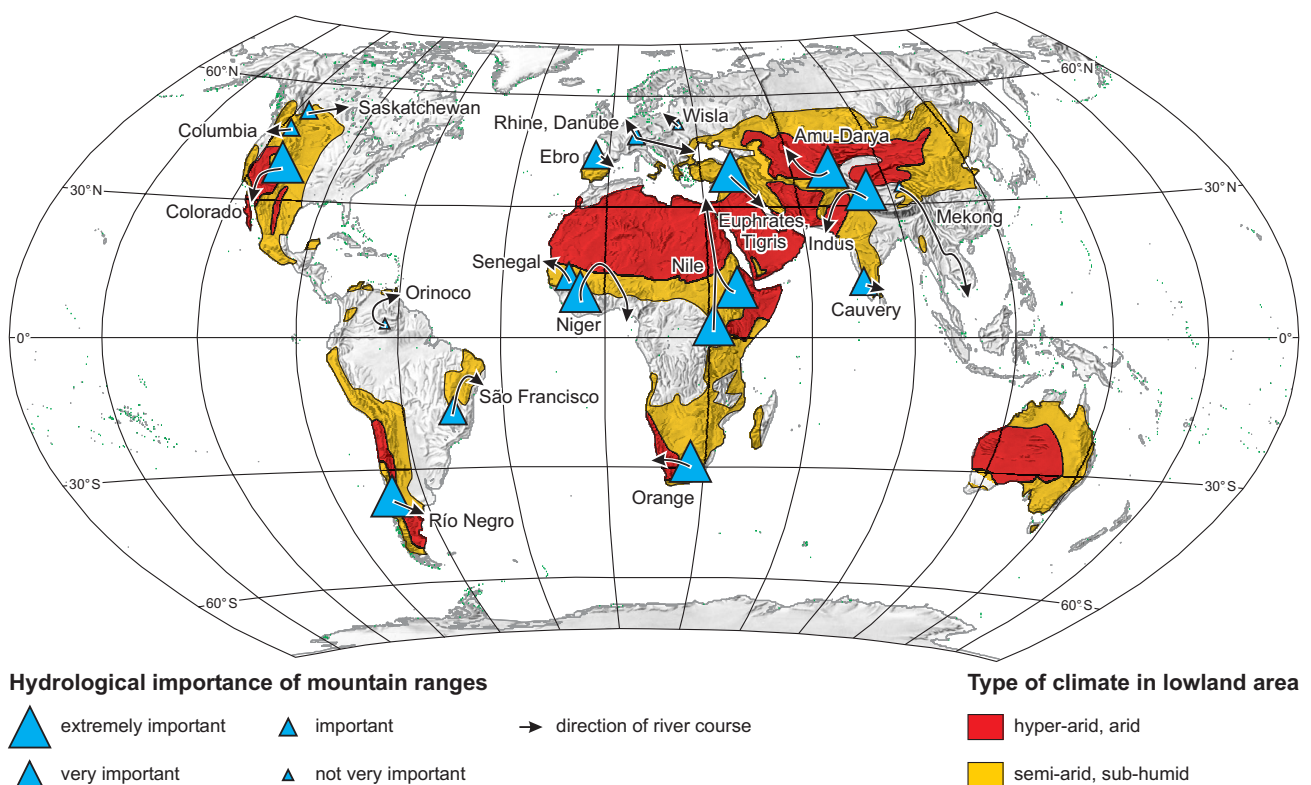 60°N
60°N
Saskatchewan
Columbia
Rhine, Danube
Wisla
Amu-Darya
Ebro
30°N
30°N
Colorado
Euphrates,
Tigris
Indus
Mekong
Senegal
Nile
Orinoco
Niger
Cauvery
0°
0°
São Francisco
30°S
30°S
Orange
Río Negro
60°S
60°S
Hydrological importance of mountain ranges
Type of climate in lowland area
extremely important
important
direction of river course
hyper-arid, arid
very important
not very important
semi-arid, sub-humid